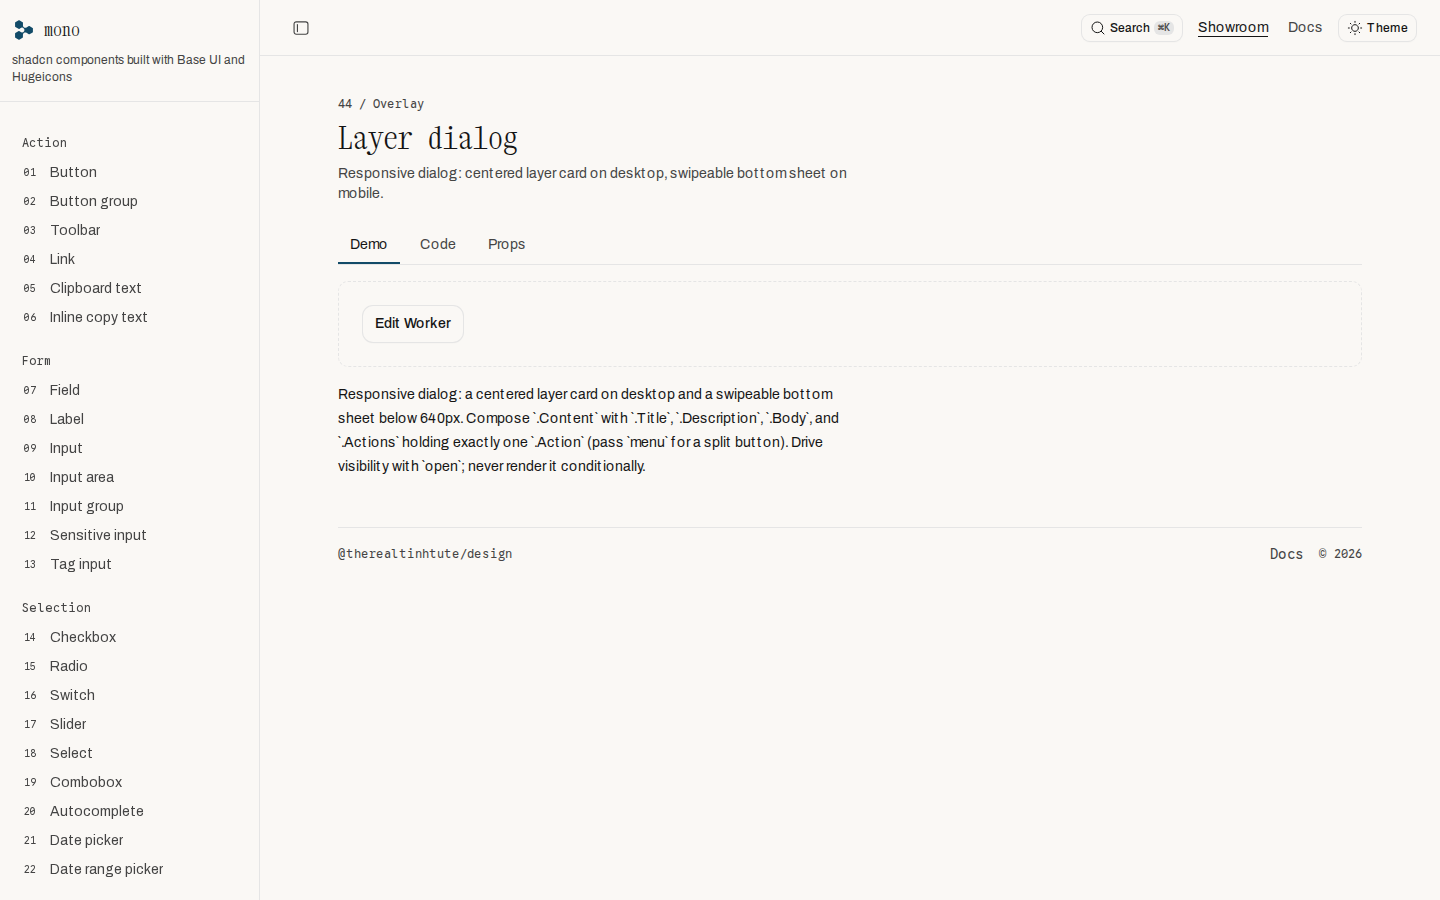 mono
shadcn components built with Base UI and
Hugeicons
Action
01 Button
02 Button group
03 Toolbar
04 Link
05 Clipboard text
06 Inline copy text
Form
07 Field
08 Label
09 Input
10 Input area
11 Input group
12 Sensitive input
13 Tag input
Selection
14 Checkbox
15 Radio
16 Switch
17 Slider
18 Select
19 Combobox
20 Autocomplete
21 Date picker
22 Date range picker
Search ⌘K Showroom Docs Theme
44 / Overlay
Layer dialog
Responsive dialog: centered layer card on desktop, swipeable bottom sheet on
mobile.
Demo Code Props
Edit Worker
Responsive dialog: a centered layer card on desktop and a swipeable bottom
sheet below 640px. Compose `.Content` with `.Title`, `.Description`, `.Body`, and
`.Actions` holding exactly one `.Action` (pass `menu` for a split button). Drive
visibility with `open`; never render it conditionally.
@therealtinhtute/design Docs © 2026